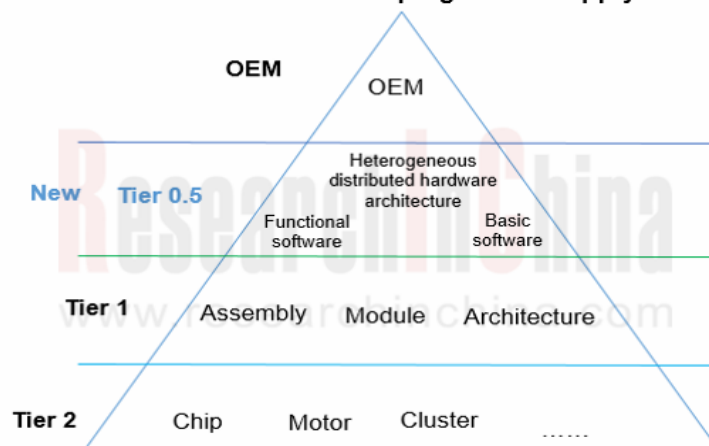 OEM
OEM
Heterogeneous
distributed hardware
architecture
New
Tier 0.5
Functional
software
Basic
software
Tier 1
Assembly
Module
Architecture
ResearchInChina
www.researchinchina.com
Tier 2
Chip
Motor
Cluster
......